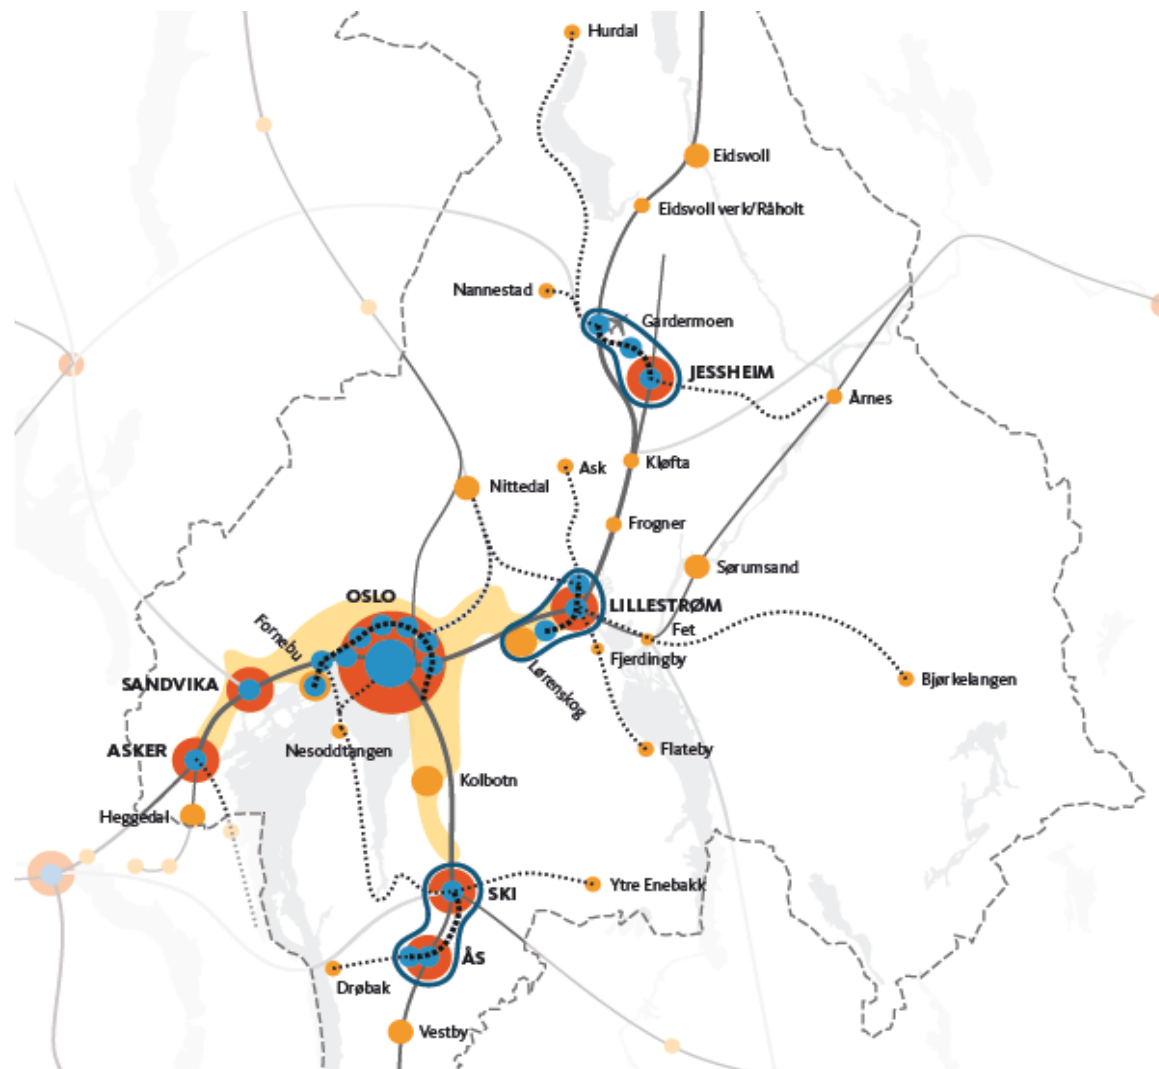 Hurdal
Eidsvoll
Eidsvoll verk/Råholt
Nannestad
Gardermoen
JESSHEIM
Årnes
Ask
Kløfta
Nittedal
Frogner
Sørumsand
OSLO
LILLESTRØM
Fornebu
Fet
Fjerdingby
SANDVIKA
Lørenskog
Bjørkelangen
ASKER
Nesoddtangen
Flateby
Kolbotn
Heggedal
Ytre Enebakk
SKI
ÅS
Drøbak
Vestby